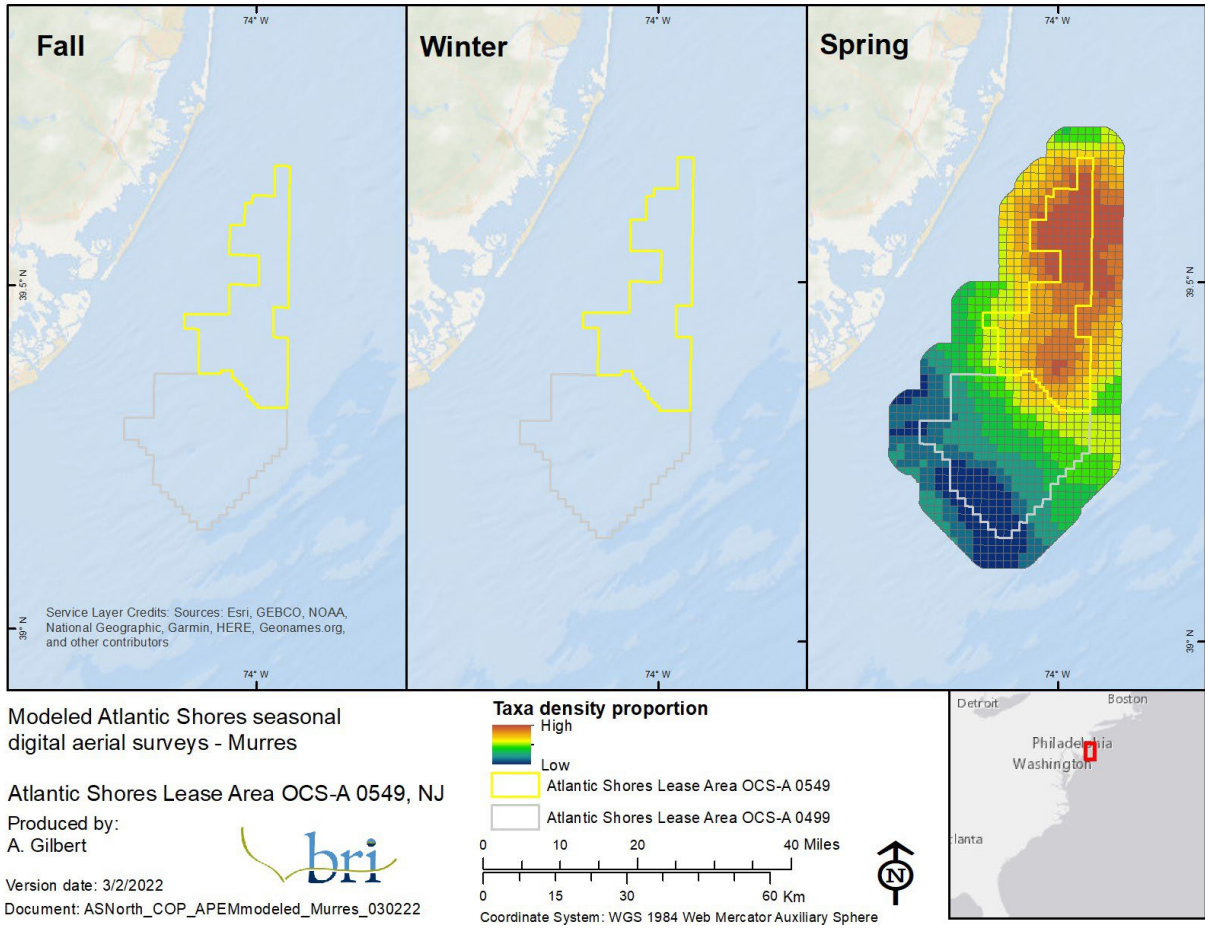 Fall
Winter
Spring
74° W
74° W
74° W
39.5° N
39.5° N
39° N
39° N
Service Layer Credits: Sources: Esri, GEBCO, NOAA,
National Geographic, Garmin, HERE, Geonames.org,
and other contributors
74° W
74° W
74° W
Modeled Atlantic Shores seasonal
digital aerial surveys - Murres
Atlantic Shores Lease Area OCS-A 0549, NJ
Produced by:
A. Gilbert
bri
Version date: 3/2/2022
Document: ASNorth_COP_APEMmodeled_Murres_030222
Taxa density proportion
High
Low
Atlantic Shores Lease Area OCS-A 0549
Atlantic Shores Lease Area OCS-A 0499
0 10 20 40 Miles
0 15 30 60 Km
Coordinate System: WGS 1984 Web Mercator Auxiliary Sphere
N
Detroit
Boston
Philadelphia
Washington
lanta